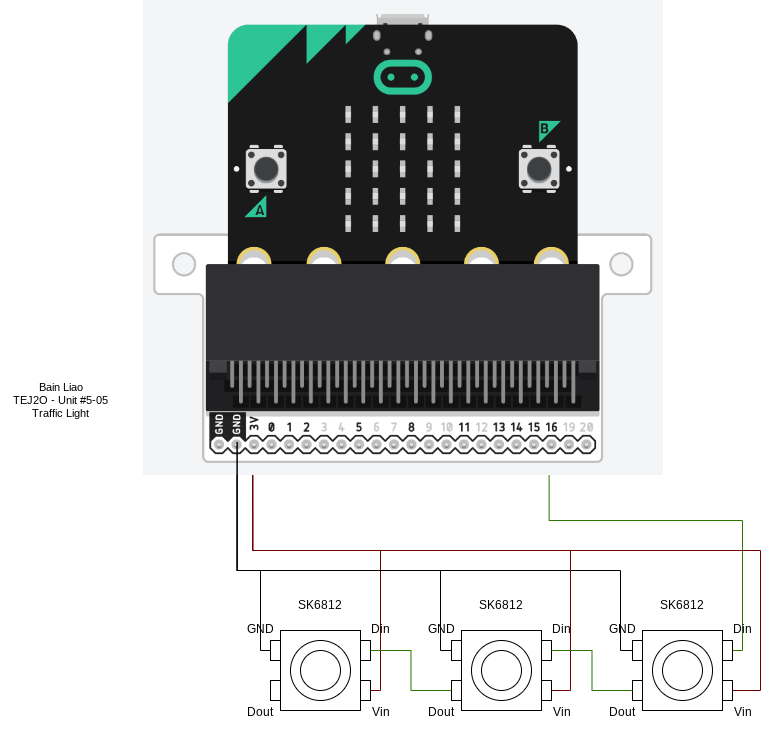 B
A
Bain Liao
TEJ2O - Unit #5-05
Traffic Light
GND GND 3V 0 1 2 3 4 5 6 7 8 9 10 11 12 13 14 15 16 19 20
SK6812 SK6812 SK6812
GND Din GND Din GND Din
Dout Vin Dout Vin Dout Vin